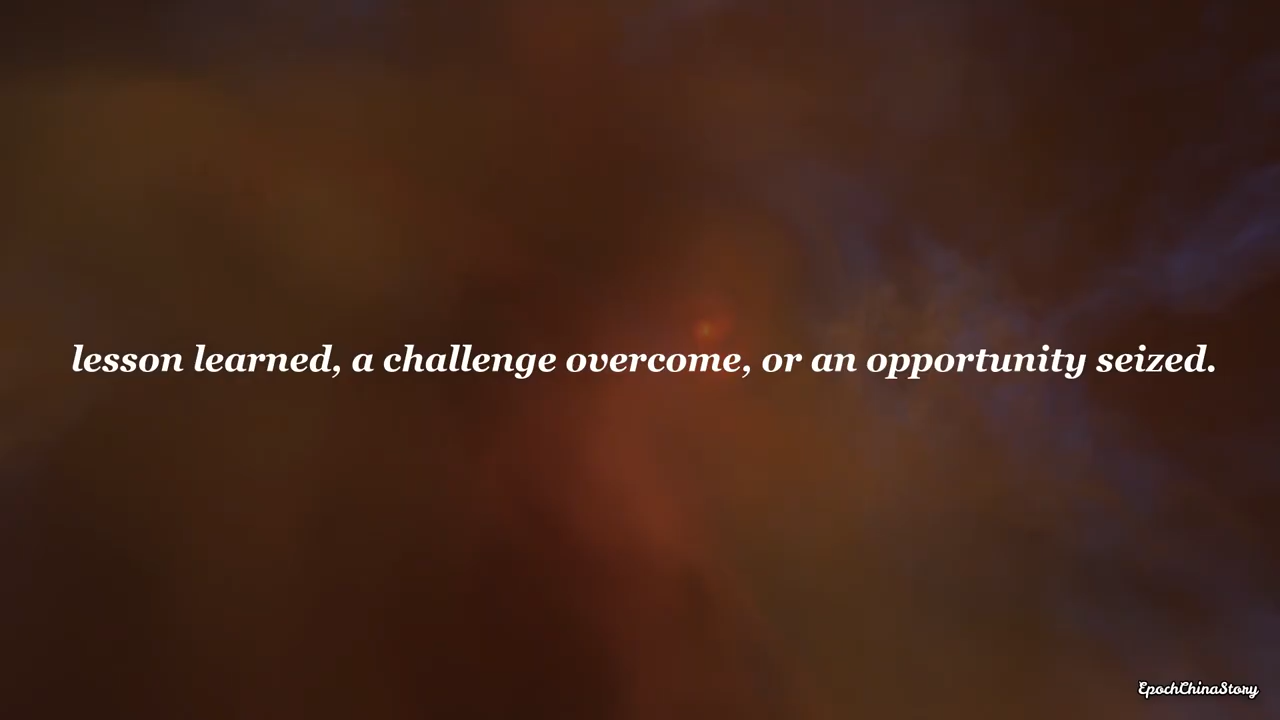 lesson learned, a challenge overcome, or an opportunity seized.
EpochChinaStory